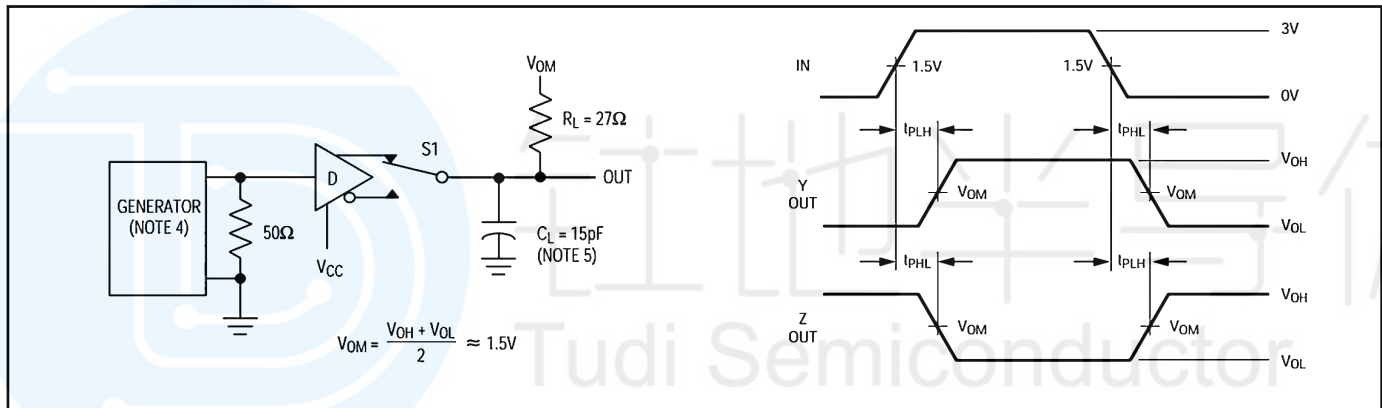 GENERATOR
(NOTE 4)
50Ω
D
VCC
S1
VOM
RL = 27Ω
OUT
CL = 15pF
(NOTE 5)
VOM = VOH + VOL / 2 ≈ 1.5V
IN
1.5V
1.5V
3V
0V
tPLH
tPHL
Y
OUT
VOM
VOM
VOH
VOL
tPHL
tPLH
Z
OUT
VOM
VOM
VOH
VOL
Tudi Semiconductor